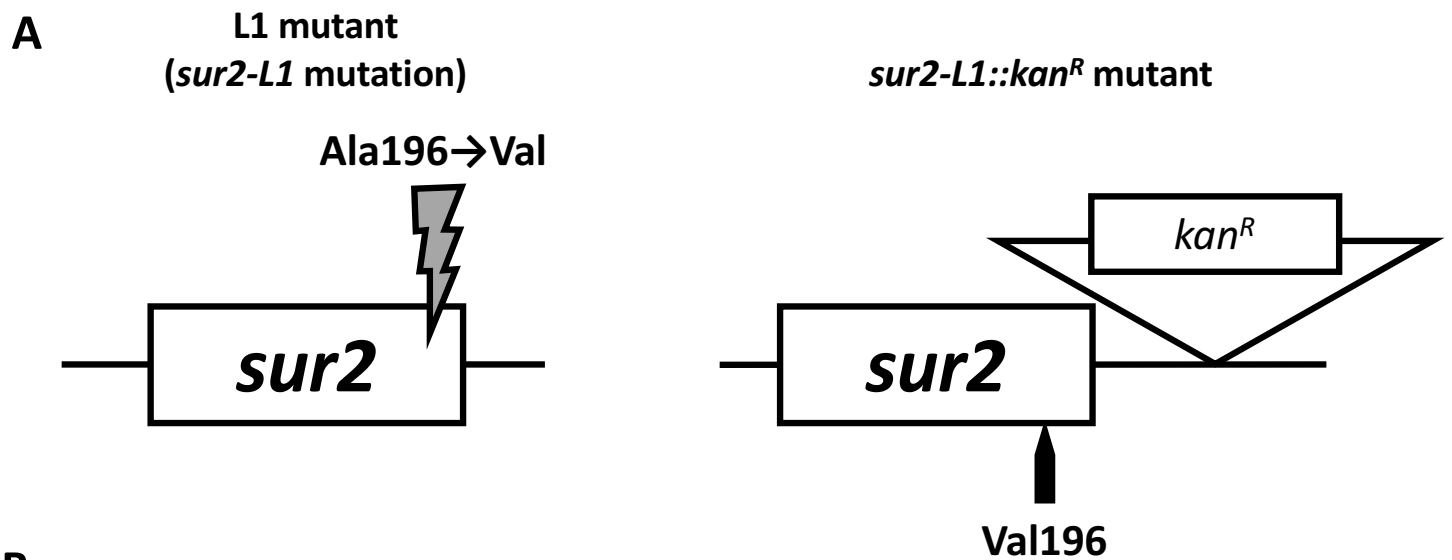 A
L1 mutant
(sur2-L1 mutation)
Ala196→Val
sur2
sur2-L1::kanᴿ mutant
kanᴿ
sur2
Val196